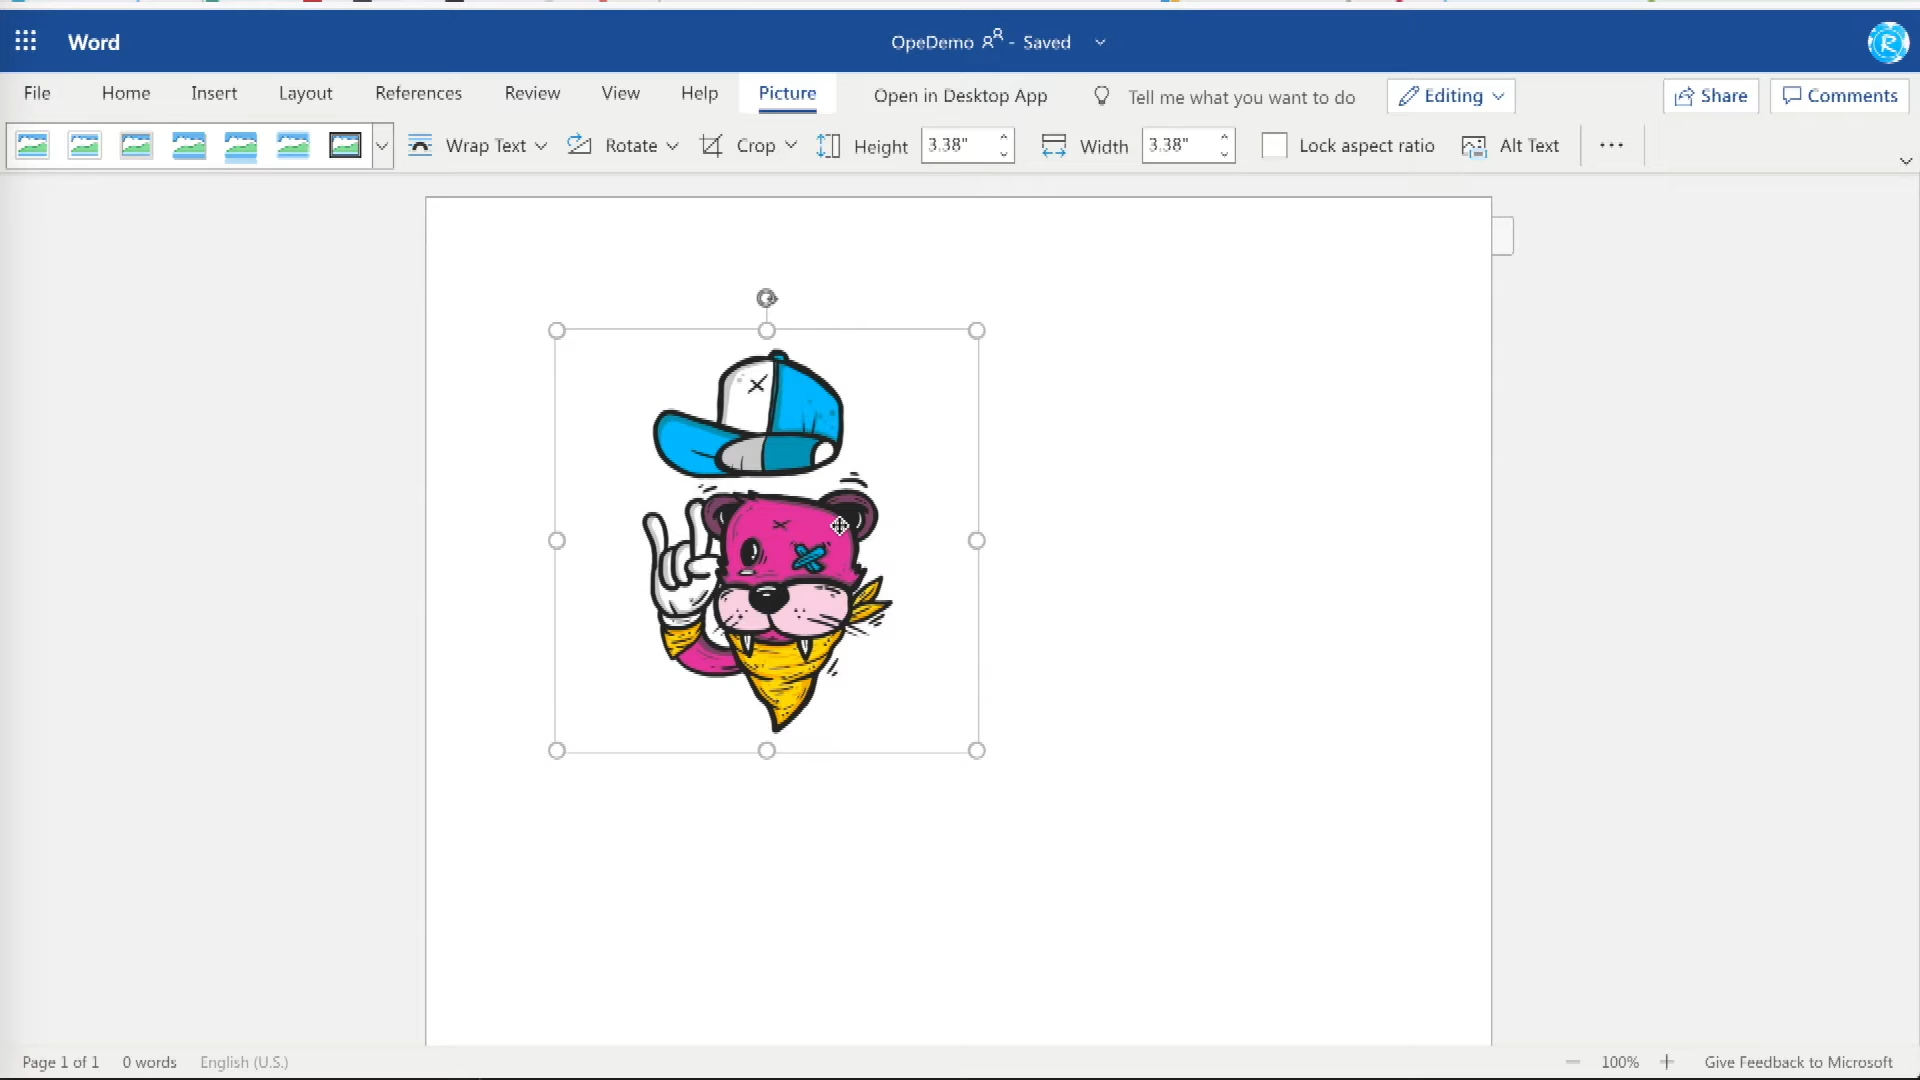 Word
OpeDemo - Saved
File Home Insert Layout References Review View Help Picture Open in Desktop App Tell me what you want to do Editing Share Comments
Wrap Text Rotate Crop Height 3.38" Width 3.38" Lock aspect ratio Alt Text
Page 1 of 1 0 words English (U.S.) 100% Give Feedback to Microsoft